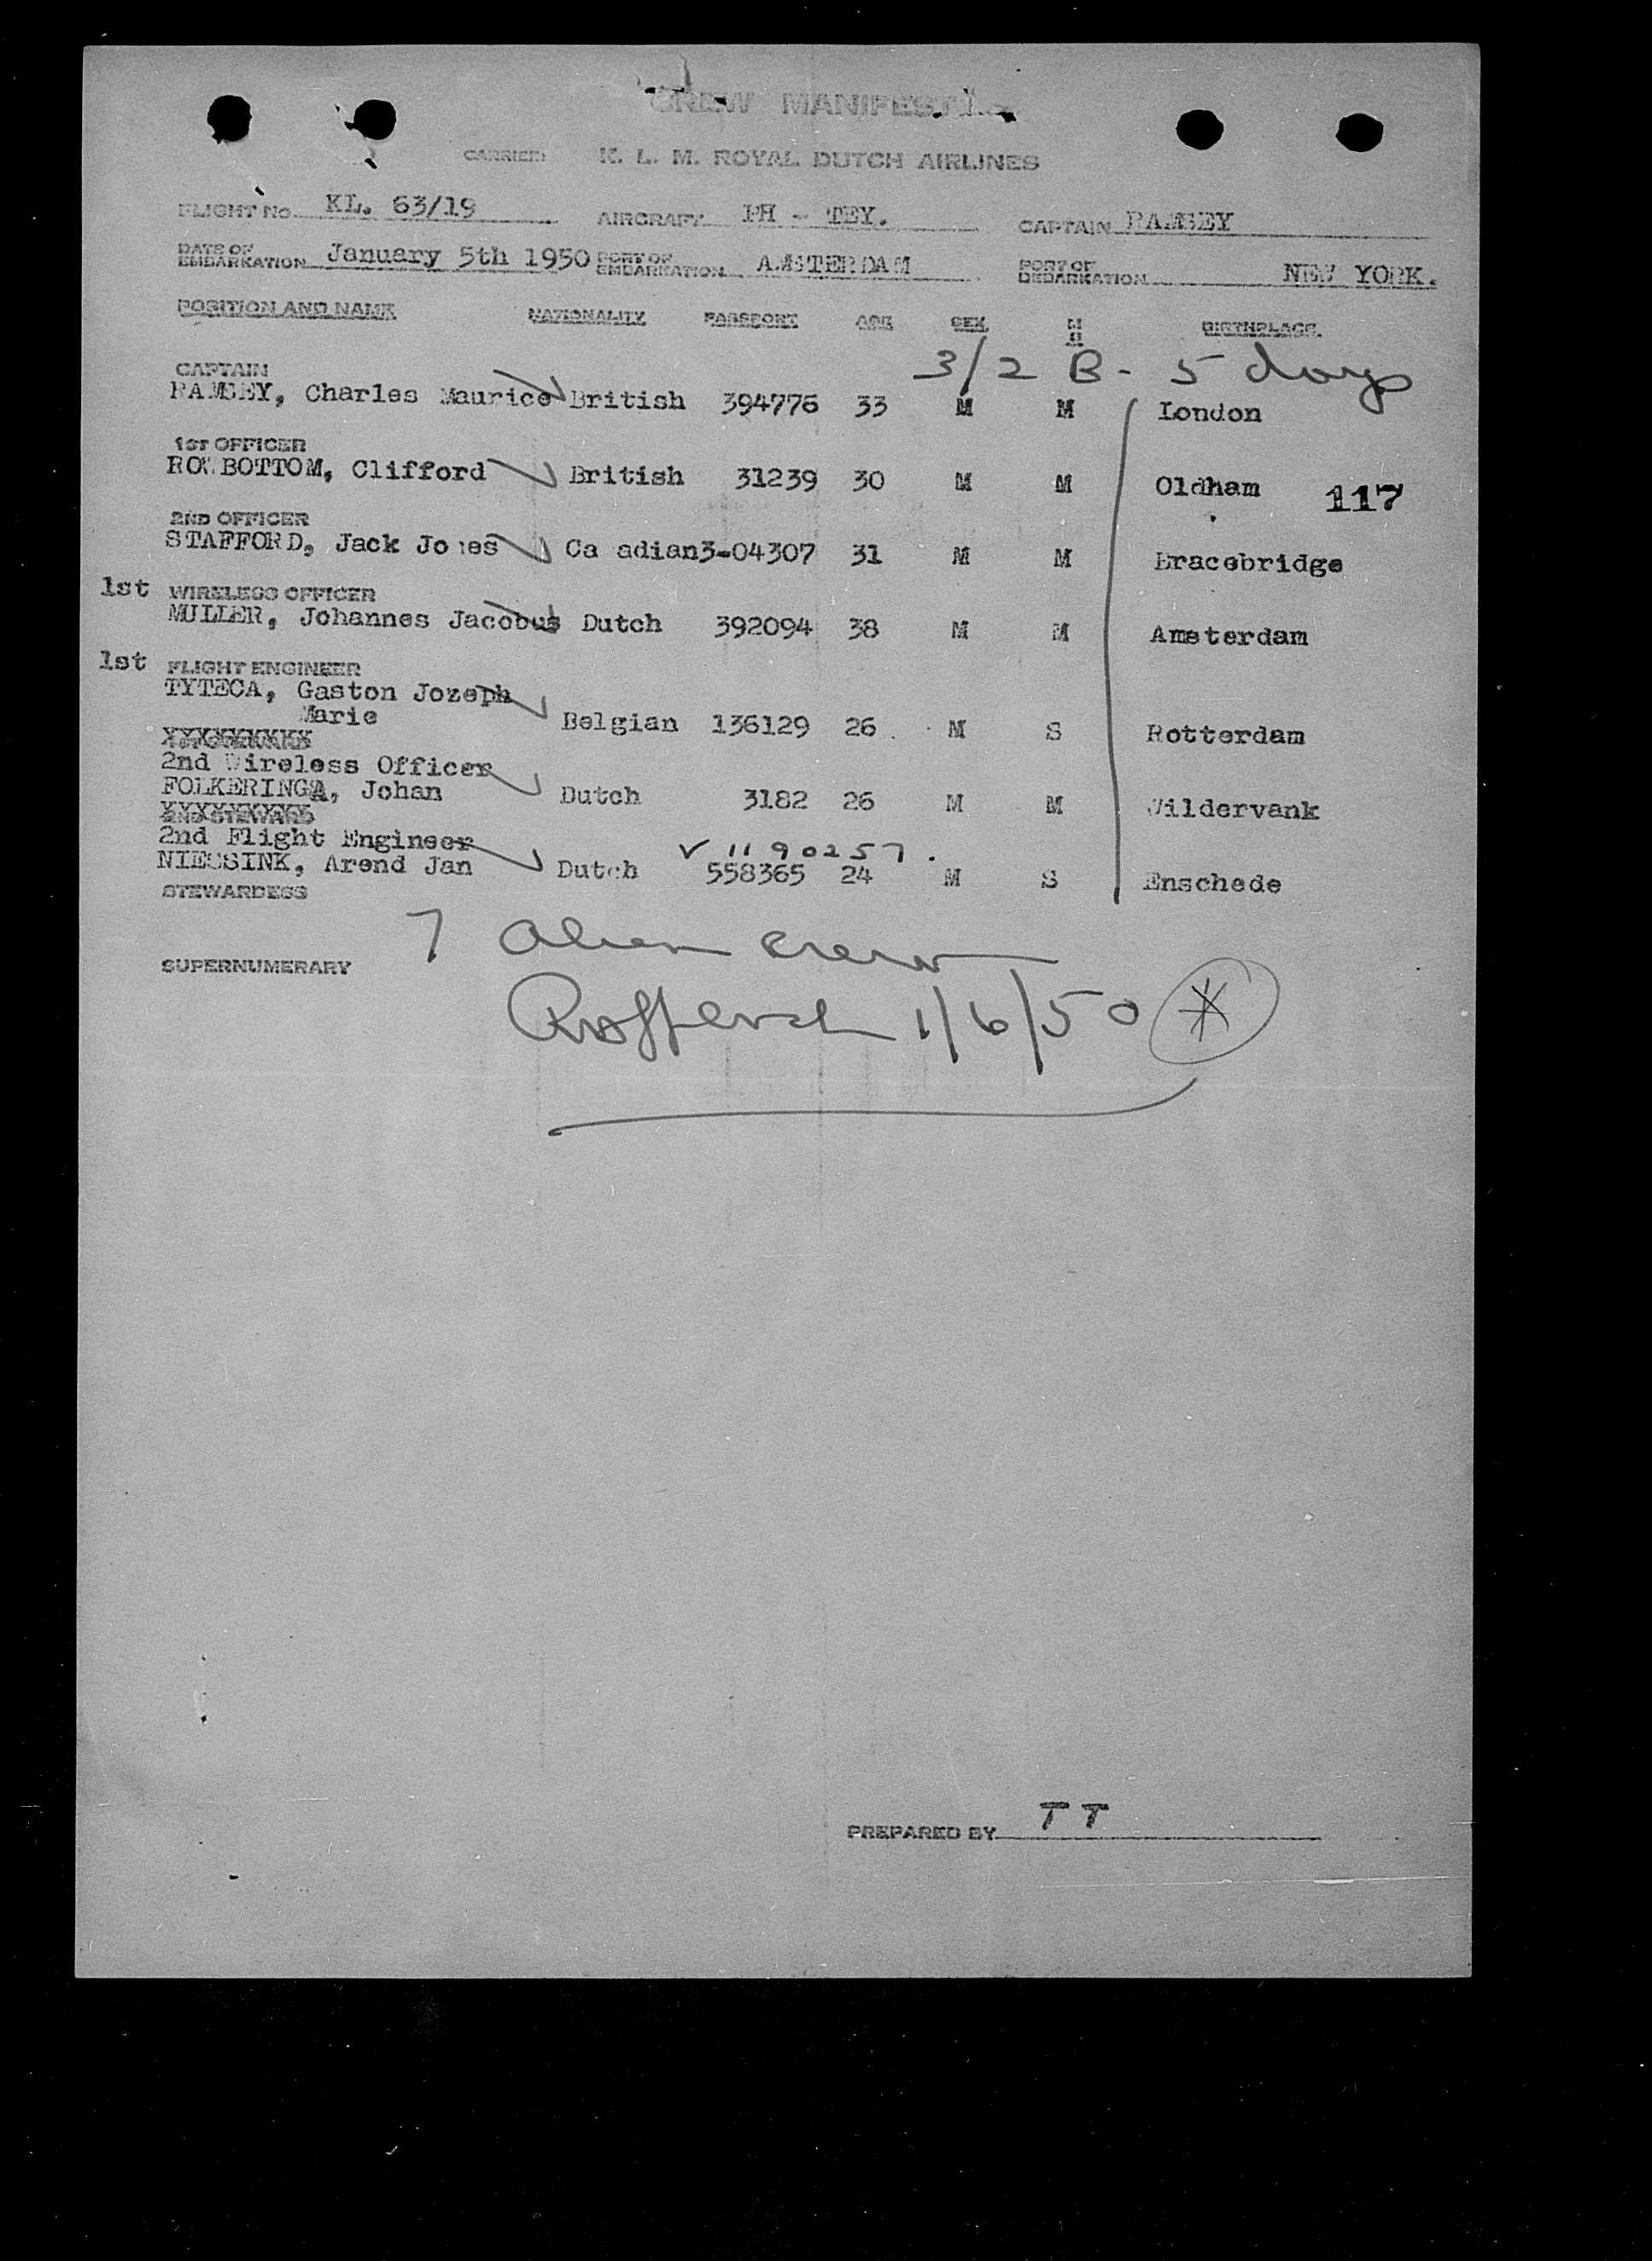 CREW MANIFEST
CARRIER K. L. M. ROYAL DUTCH AIRLINES
FLIGHT No. KL. 63/19 AIRCRAFT PH - TEY. CAPTAIN RAMSEY
DATE OF EMBARKATION January 5th 1950 PORT OF EMBARKATION AMSTERDAM PORT OF DEBARKATION NEW YORK.
POSITION AND NAME NATIONALITY PASSPORT AGE SEX M S BIRTHPLACE
3/2 B - 5 days
CAPTAIN
RAMSEY, Charles Maurice British 394776 33 M M London
1ST OFFICER
ROWBOTTOM, Clifford British 31239 30 M M Oldham 117
2ND OFFICER
STAFFORD, Jack Jones Ca adian 3-04307 31 M M Bracebridge
1st WIRELESS OFFICER
MULLER, Johannes Jacobus Dutch 392094 38 M M Amsterdam
1st FLIGHT ENGINEER
TYTECA, Gaston Jozeph
Marie Belgian 136129 26 M S Rotterdam
1ST STEWARD
2nd Wireless Officer
FOLKERINGA, Johan Dutch 3182 26 M M Wildervank
2ND STEWARD
2nd Flight Engineer V 1190257.
Arend Jan Dutch 558365 24 M S Enschede
STEWARDESS
7 Alien crew
SUPERNUMERARY
1/6/50 *
PREPARED BY TT